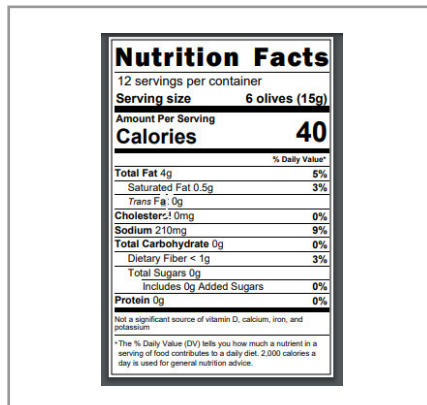 Nutrition Facts
12 servings per container
Serving size 6 olives (15g)
Amount Per Serving
Calories 40
% Daily Value*
Total Fat 4g 5%
Saturated Fat 0.5g 3%
Trans Fat 0g
Cholesterol 0mg 0%
Sodium 210mg 9%
Total Carbohydrate 0g 0%
Dietary Fiber < 1g 3%
Total Sugars 0g
Includes 0g Added Sugars 0%
Protein 0g 0%
Not a significant source of vitamin D, calcium, iron, and
potassium
*The % Daily Value (DV) tells you how much a nutrient in a
serving of food contributes to a daily diet. 2,000 calories a
day is used for general nutrition advice.